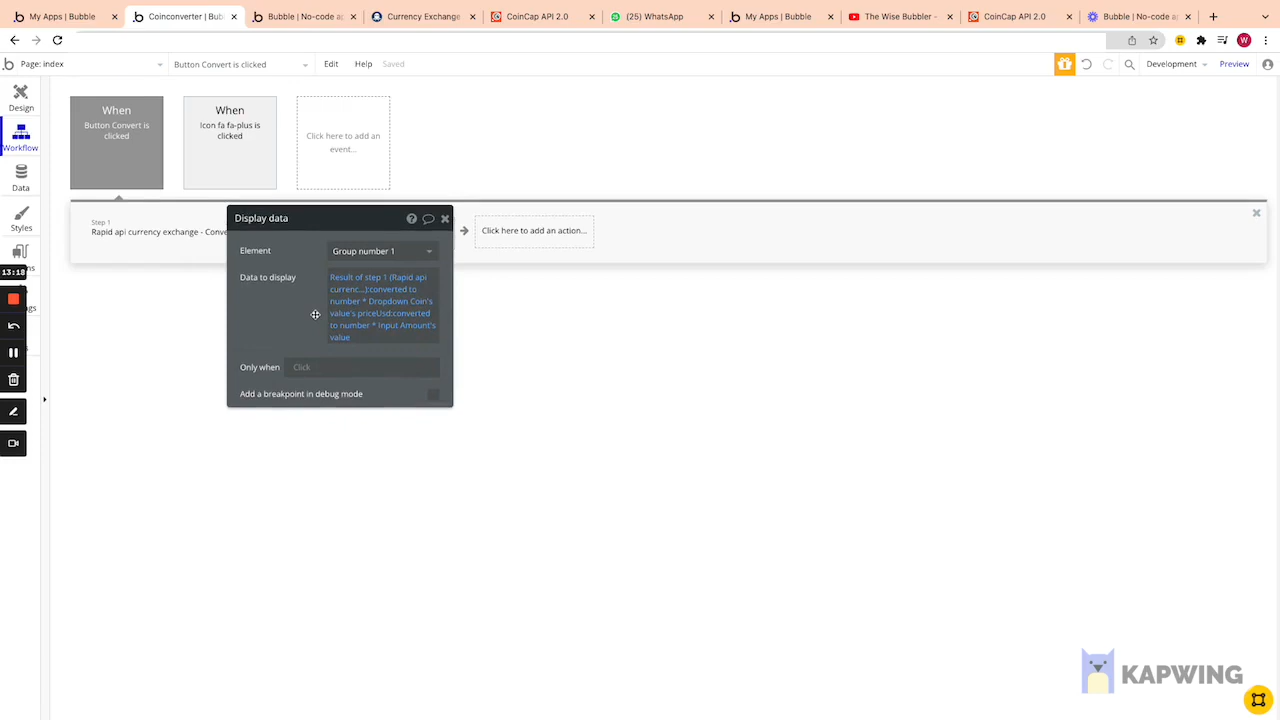 My Apps | Bubble
Coinconverter | Bub
Bubble | No-code ap
Currency Exchange
CoinCap API 2.0
(25) WhatsApp
My Apps | Bubble
The Wise Bubbler -
CoinCap API 2.0
Bubble | No-code ap
Page: index
Button Convert is clicked
Edit
Help
Saved
Development
Preview
Design
Workflow
Data
Styles
ns
13:18
gs
When
Button Convert is
clicked
When
Icon fa fa-plus is
clicked
Click here to add an
event...
Step 1
Rapid api currency exchange - Conve
Click here to add an action...
Display data
Element
Group number 1
Data to display
Result of step 1 (Rapid api
currenc...):converted to
number * Dropdown Coin's
value's priceUsd:converted
to number * Input Amount's
value
Only when
Click
Add a breakpoint in debug mode
KAPWING